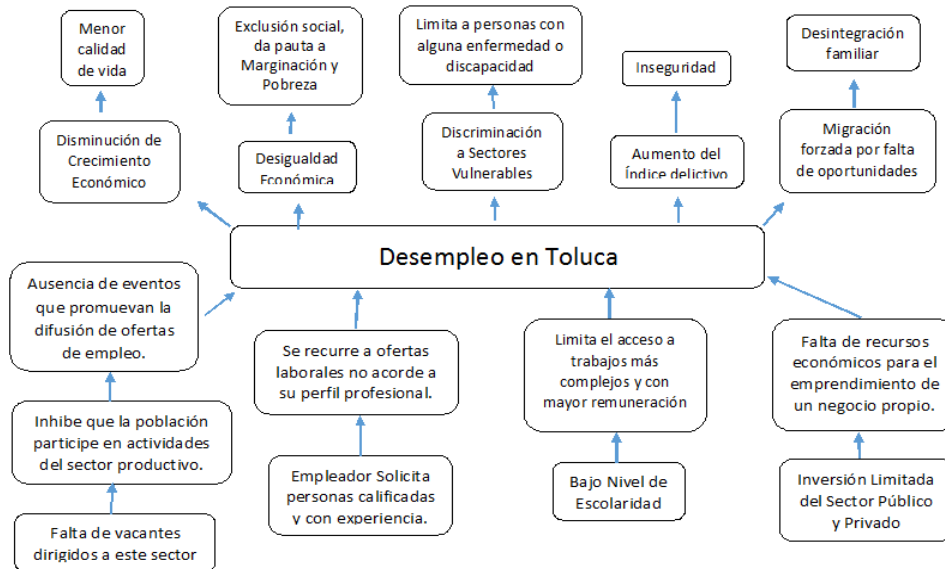 Menor
calidad
de vida
Exclusión social,
da pauta a
Marginación y
Pobreza
Limita a personas con
alguna enfermedad o
discapacidad
Inseguridad
Desintegración
familiar
Disminución de
Crecimiento
Económico
Desigualdad
Económica
Discriminación
a Sectores
Vulnerables
Aumento del
Índice delictivo
Migración
forzada por falta
de oportunidades
Desempleo en Toluca
Ausencia de eventos
que promuevan la
difusión de ofertas
de empleo.
Se recurre a ofertas
laborales no acorde a
su perfil profesional.
Limita el acceso a
trabajos más
complejos y con
mayor remuneración
Falta de recursos
económicos para el
emprendimiento de
un negocio propio.
Inhibe que la población
participe en actividades
del sector productivo.
Empleador Solicita
personas calificadas
y con experiencia.
Bajo Nivel de
Escolaridad
Inversión Limitada
del Sector Público
y Privado
Falta de vacantes
dirigidos a este sector